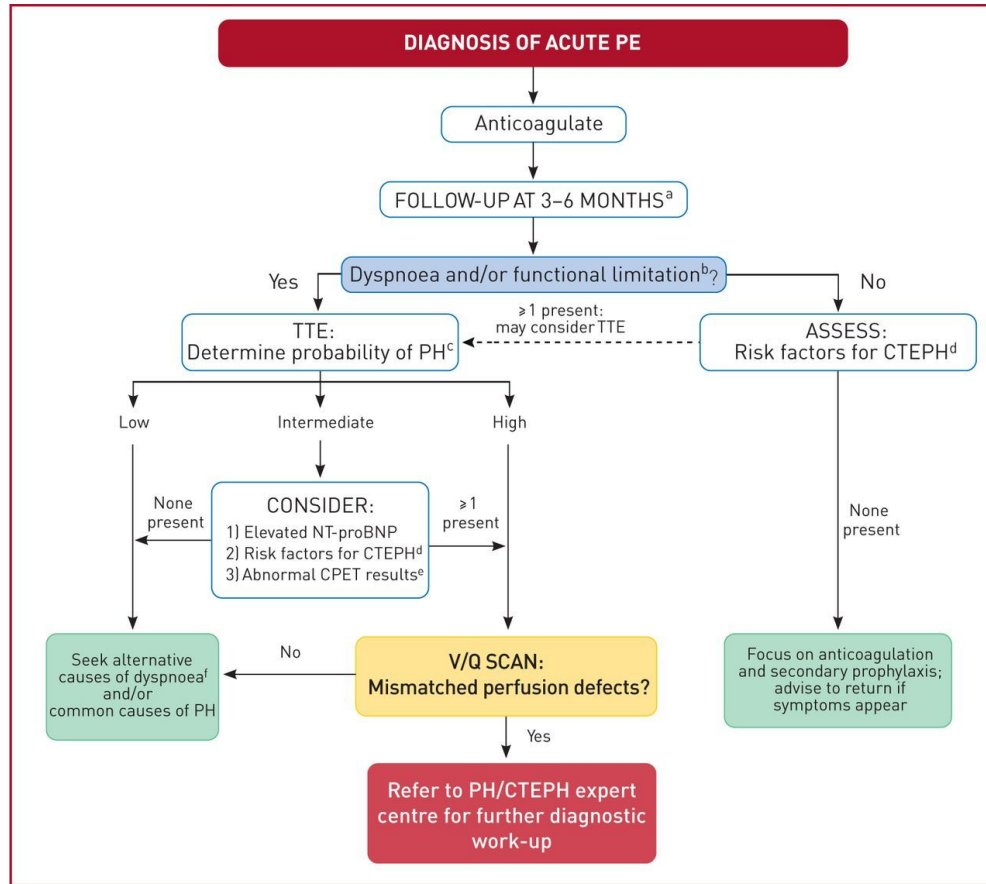 DIAGNOSIS OF ACUTE PE
Anticoagulate
FOLLOW-UP AT 3–6 MONTHSᵃ
Dyspnoea and/or functional limitationᵇ?
Yes
No
TTE:
Determine probability of PHᶜ
≥1 present:
may consider TTE
ASSESS:
Risk factors for CTEPHᵈ
Low
Intermediate
High
None
present
CONSIDER:
1) Elevated NT-proBNP
2) Risk factors for CTEPHᵈ
3) Abnormal CPET resultsᵉ
≥1
present
None
present
Seek alternative
causes of dyspnoeaᶠ
and/or
common causes of PH
No
V/Q SCAN:
Mismatched perfusion defects?
Focus on anticoagulation
and secondary prophylaxis;
advise to return if
symptoms appear
Yes
Refer to PH/CTEPH expert
centre for further diagnostic
work-up